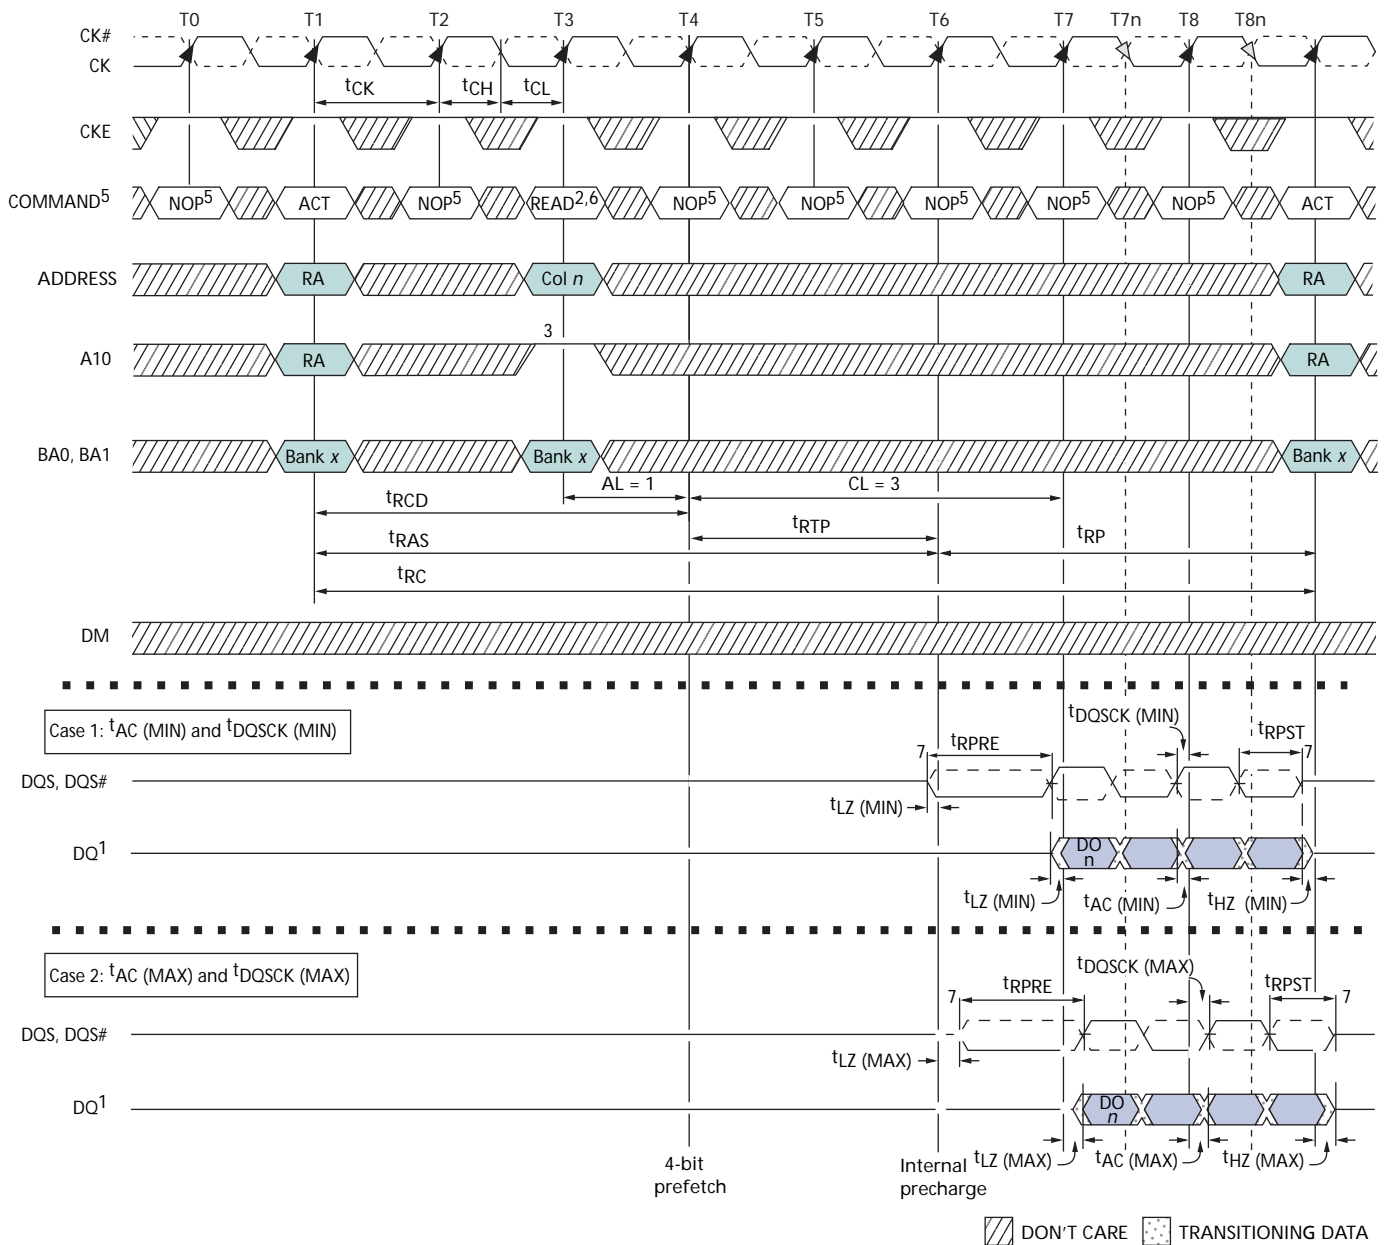 T0 T1 T2 T3 T4 T5 T6 T7 T7n T8 T8n
CK#
CK
tCK tCH tCL
CKE
COMMAND5 NOP5 ACT NOP5 READ2,6 NOP5 NOP5 NOP5 NOP5 NOP5 ACT
ADDRESS RA Col n RA
3
A10 RA RA
BA0, BA1 Bank x Bank x Bank x
AL = 1 CL = 3
tRCD
tRTP
tRAS tRP
tRC
DM
Case 1: tAC (MIN) and tDQSCK (MIN)
tDQSCK (MIN)
7 tRPRE tRPST 7
DQS, DQS#
tLZ (MIN)
DQ1 DO n
tLZ (MIN) tAC (MIN) tHZ (MIN)
Case 2: tAC (MAX) and tDQSCK (MAX)
tDQSCK (MAX)
7 tRPRE tRPST 7
DQS, DQS#
tLZ (MAX)
DQ1 DO n
tLZ (MAX) tAC (MAX) tHZ (MAX)
4-bit
prefetch
Internal
precharge
DON'T CARE TRANSITIONING DATA